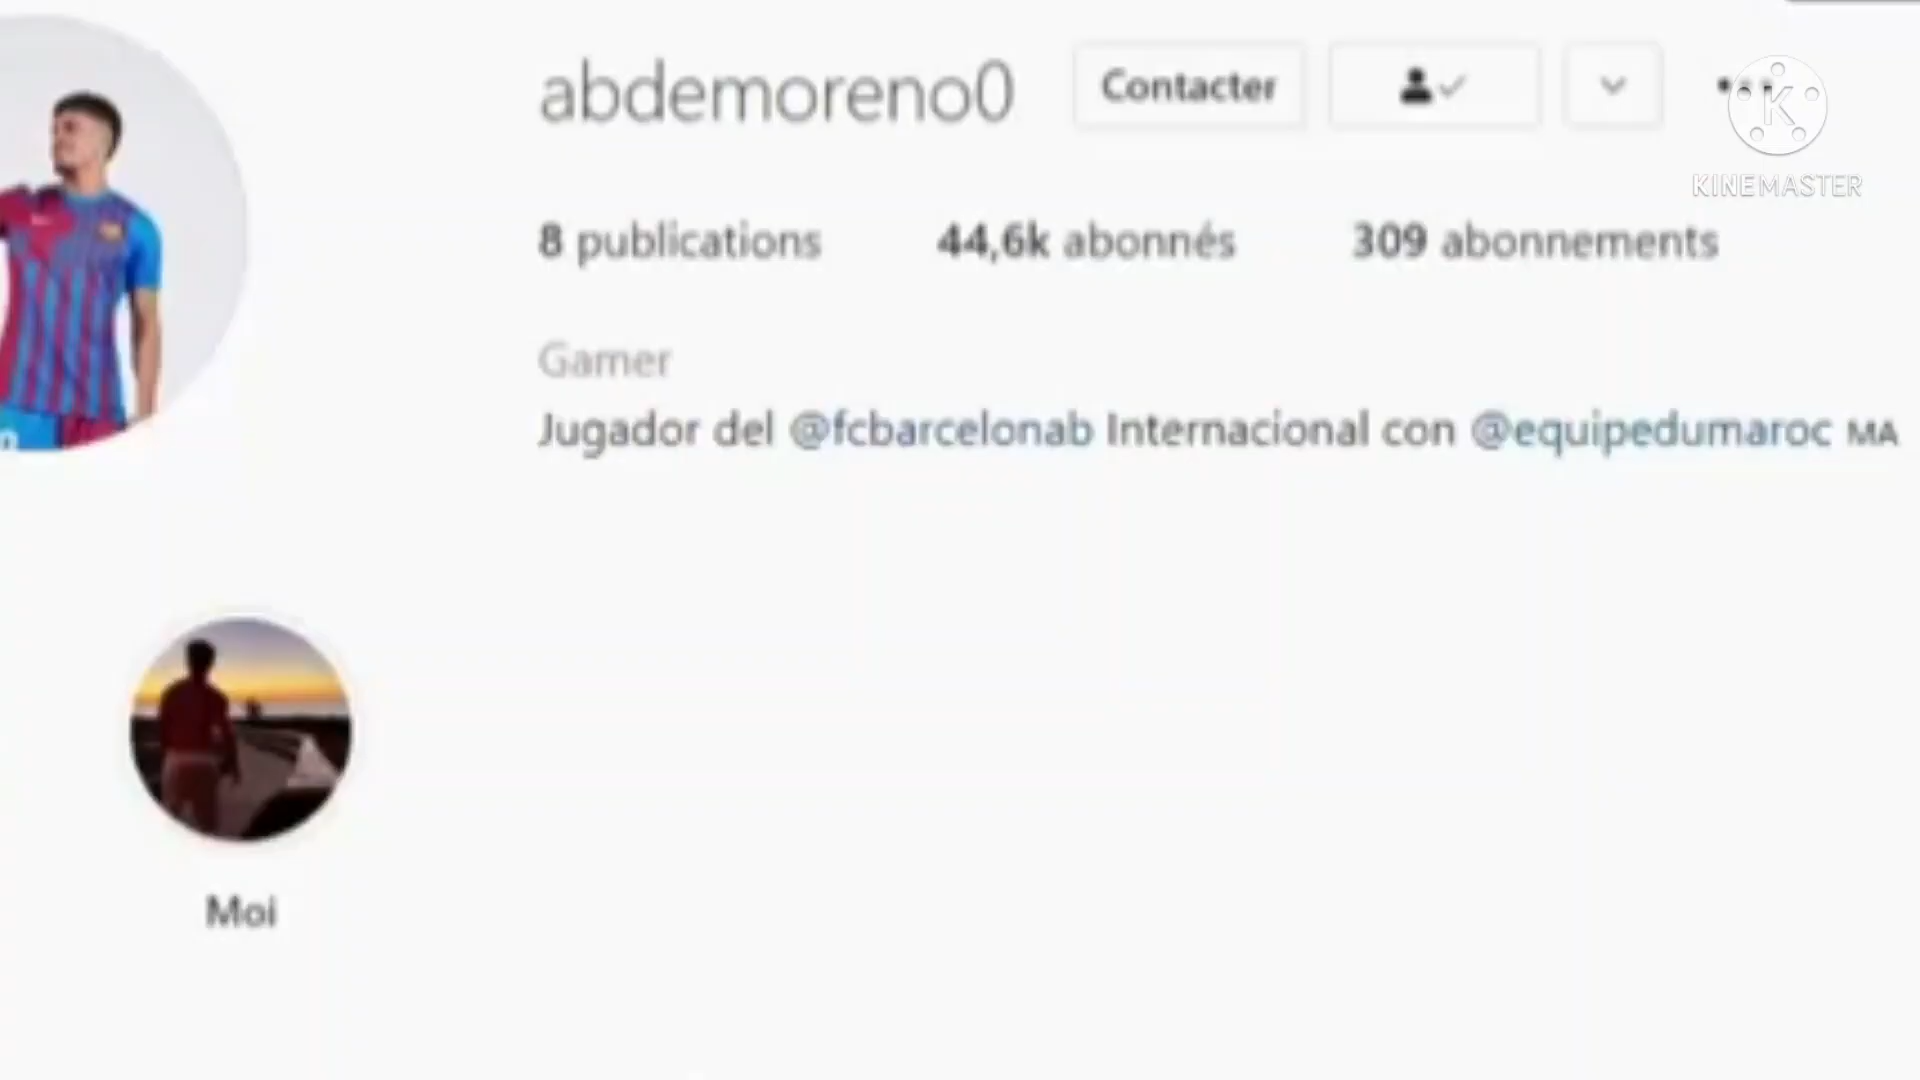 abdemoreno0 Contacter
KINEMASTER
8 publications 44,6k abonnés 309 abonnements
Gamer
Jugador del @fcbarcelonab Internacional con @equipedumaroc MA
Moi